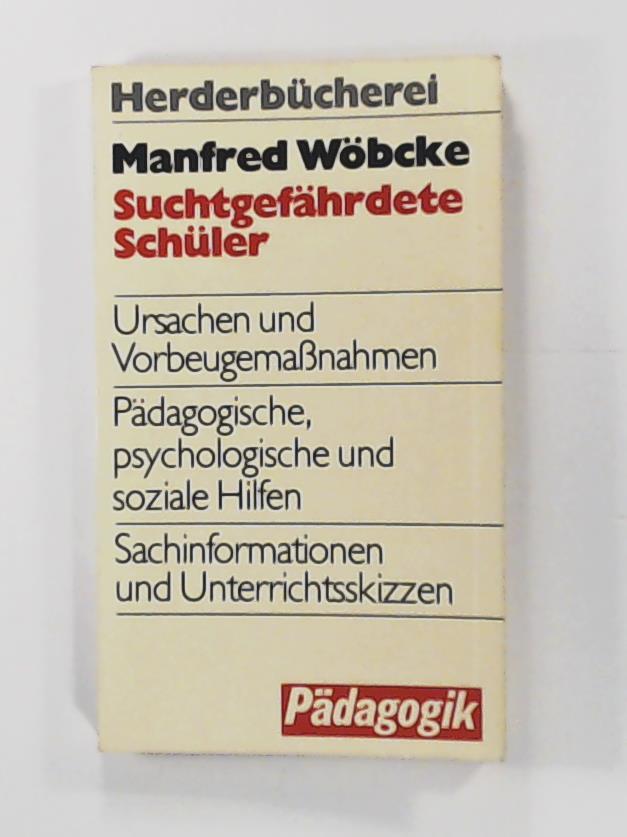 Herderbücherei
Manfred Wöbcke
Suchtgefährdete
Schüler
Ursachen und
Vorbeugemaßnahmen
Pädagogische,
psychologische und
soziale Hilfen
Sachinformationen
und Unterrichtsskizzen
Pädagogik